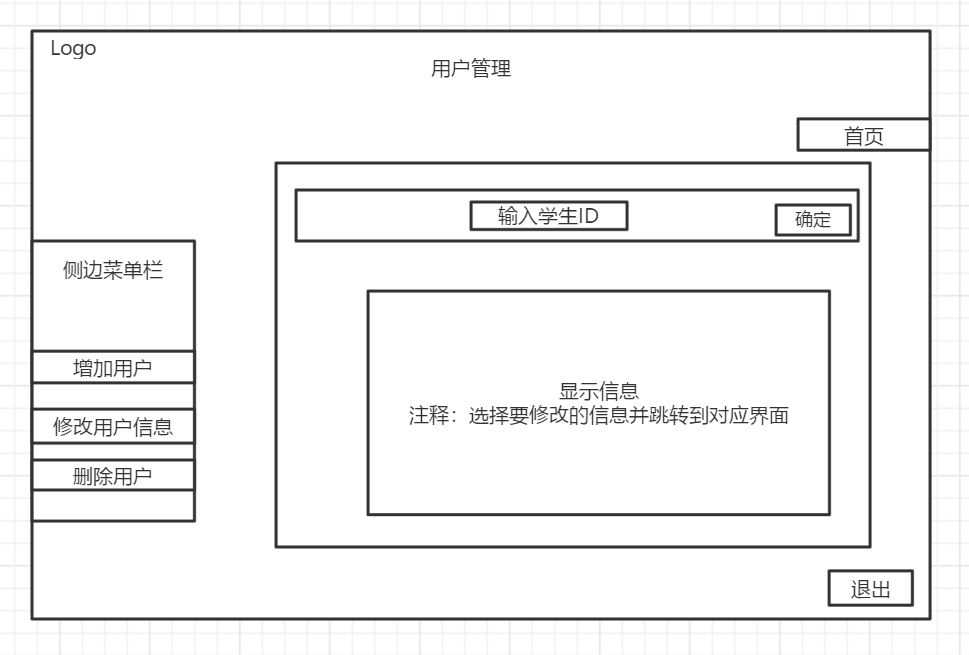 Logo
用户管理
首页
输入学生ID
确定
侧边菜单栏
增加用户
修改用户信息
删除用户
显示信息
注释：选择要修改的信息并跳转到对应界面
退出